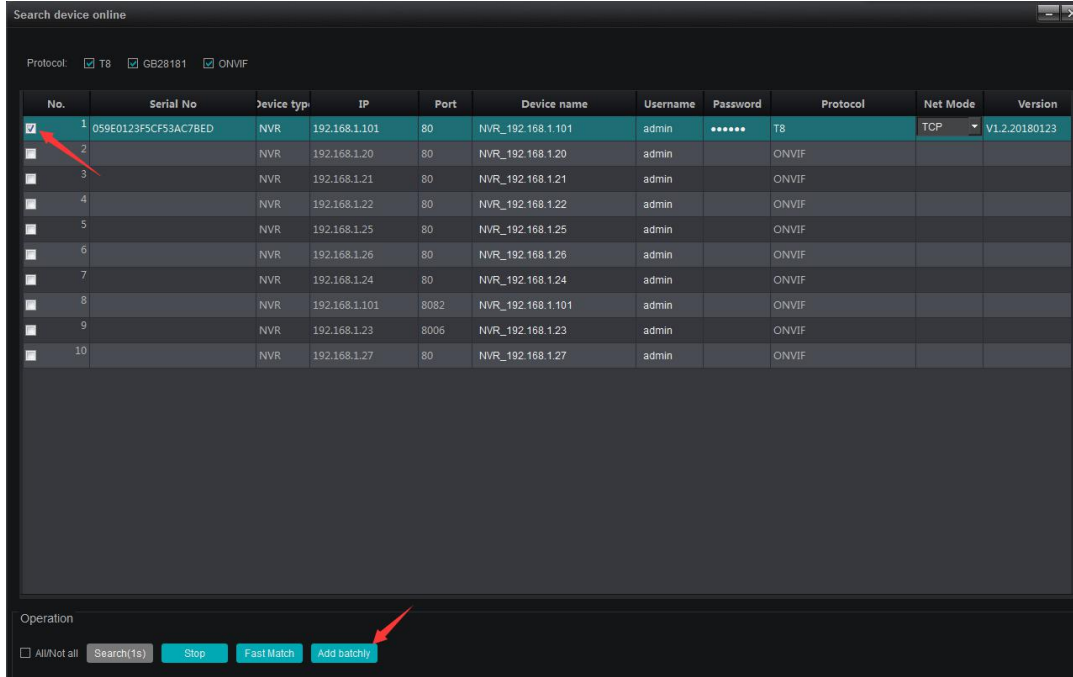 Search device online
Protocol: T8 GB28181 ONVIF
No. Serial No Device type IP Port Device name Username Password Protocol Net Mode Version
1 059E0123F5CF53AC7BED NVR 192.168.1.101 80 NVR_192.168.1.101 admin •••••• T8 TCP V1.2.20180123
2 NVR 192.168.1.20 80 NVR_192.168.1.20 admin ONVIF
3 NVR 192.168.1.21 80 NVR_192.168.1.21 admin ONVIF
4 NVR 192.168.1.22 80 NVR_192.168.1.22 admin ONVIF
5 NVR 192.168.1.25 80 NVR_192.168.1.25 admin ONVIF
6 NVR 192.168.1.26 80 NVR_192.168.1.26 admin ONVIF
7 NVR 192.168.1.24 80 NVR_192.168.1.24 admin ONVIF
8 NVR 192.168.1.101 8082 NVR_192.168.1.101 admin ONVIF
9 NVR 192.168.1.23 8006 NVR_192.168.1.23 admin ONVIF
10 NVR 192.168.1.27 80 NVR_192.168.1.27 admin ONVIF
Operation
All/Not all Search(1s) Stop Fast Match Add batchly